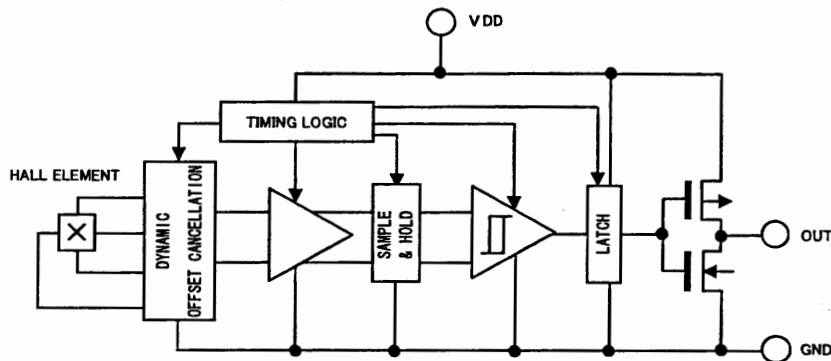 VDD
TIMING LOGIC
HALL ELEMENT
DYNAMIC
OFFSET CANCELLATION
SAMPLE
& HOLD
LATCH
OUT
GND